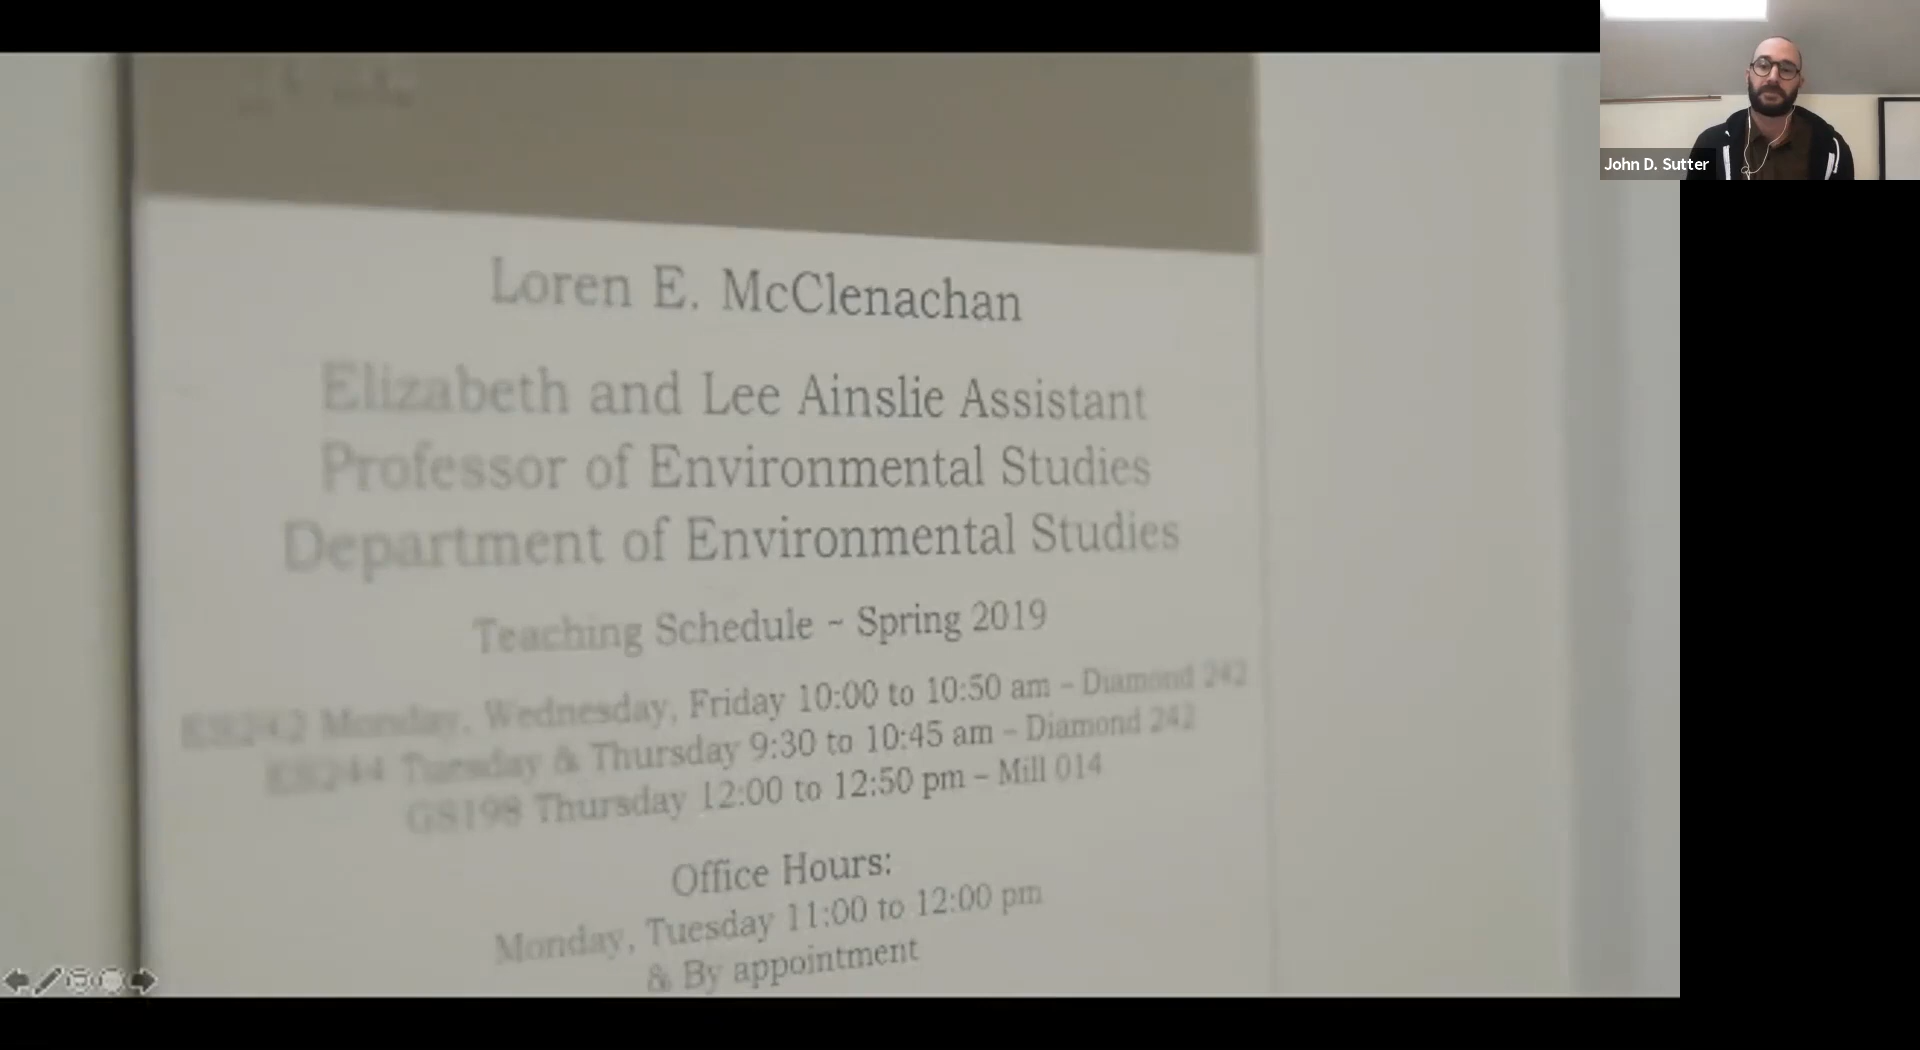 John D. Sutter
Loren E. McClenachan
Elizabeth and Lee Ainslie Assistant
Professor of Environmental Studies
Department of Environmental Studies
Teaching Schedule ~ Spring 2019
ES242 Monday, Wednesday, Friday 10:00 to 10:50 am – Diamond 242
ES244 Tuesday & Thursday 9:30 to 10:45 am – Diamond 242
GS198 Thursday 12:00 to 12:50 pm – Mill 014
Office Hours:
Monday, Tuesday 11:00 to 12:00 pm
& By appointment